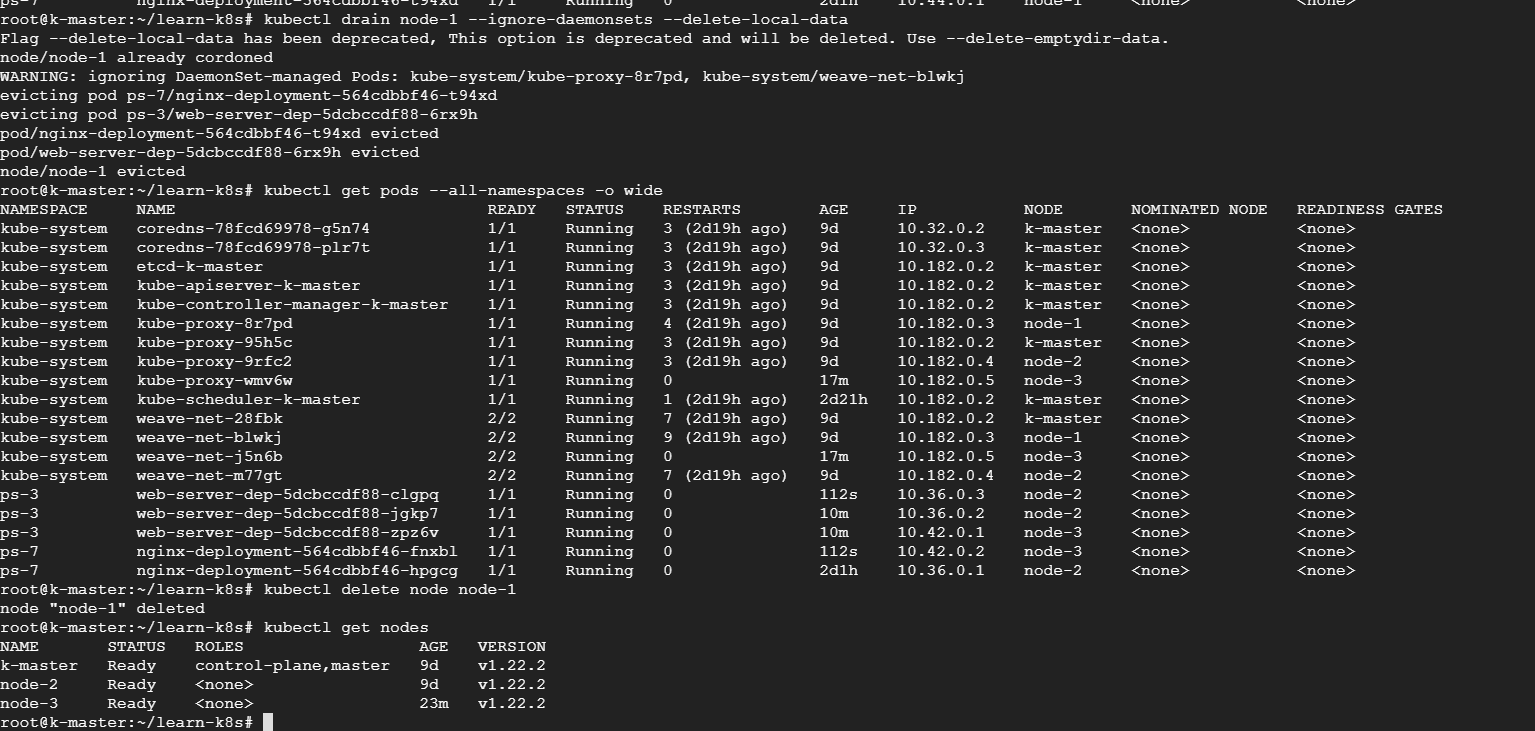 ps-7 nginx-deployment-564cdbbf46-t94xd 1/1 Running 0 2d1h 10.44.0.1 node-1 <none> <none>
root@k-master:~/learn-k8s# kubectl drain node-1 --ignore-daemonsets --delete-local-data
Flag --delete-local-data has been deprecated, This option is deprecated and will be deleted. Use --delete-emptydir-data.
node/node-1 already cordoned
WARNING: ignoring DaemonSet-managed Pods: kube-system/kube-proxy-8r7pd, kube-system/weave-net-blwkj
evicting pod ps-7/nginx-deployment-564cdbbf46-t94xd
evicting pod ps-3/web-server-dep-5dcbccdf88-6rx9h
pod/nginx-deployment-564cdbbf46-t94xd evicted
pod/web-server-dep-5dcbccdf88-6rx9h evicted
node/node-1 evicted
root@k-master:~/learn-k8s# kubectl get pods --all-namespaces -o wide
NAMESPACE NAME READY STATUS RESTARTS AGE IP NODE NOMINATED NODE READINESS GATES
kube-system coredns-78fcd69978-g5n74 1/1 Running 3 (2d19h ago) 9d 10.32.0.2 k-master <none> <none>
kube-system coredns-78fcd69978-plr7t 1/1 Running 3 (2d19h ago) 9d 10.32.0.3 k-master <none> <none>
kube-system etcd-k-master 1/1 Running 3 (2d19h ago) 9d 10.182.0.2 k-master <none> <none>
kube-system kube-apiserver-k-master 1/1 Running 3 (2d19h ago) 9d 10.182.0.2 k-master <none> <none>
kube-system kube-controller-manager-k-master 1/1 Running 3 (2d19h ago) 9d 10.182.0.2 k-master <none> <none>
kube-system kube-proxy-8r7pd 1/1 Running 4 (2d19h ago) 9d 10.182.0.3 node-1 <none> <none>
kube-system kube-proxy-95h5c 1/1 Running 3 (2d19h ago) 9d 10.182.0.2 k-master <none> <none>
kube-system kube-proxy-9rfc2 1/1 Running 3 (2d19h ago) 9d 10.182.0.4 node-2 <none> <none>
kube-system kube-proxy-wmv6w 1/1 Running 0 17m 10.182.0.5 node-3 <none> <none>
kube-system kube-scheduler-k-master 1/1 Running 1 (2d19h ago) 2d21h 10.182.0.2 k-master <none> <none>
kube-system weave-net-28fbk 2/2 Running 7 (2d19h ago) 9d 10.182.0.2 k-master <none> <none>
kube-system weave-net-blwkj 2/2 Running 9 (2d19h ago) 9d 10.182.0.3 node-1 <none> <none>
kube-system weave-net-j5n6b 2/2 Running 0 17m 10.182.0.5 node-3 <none> <none>
kube-system weave-net-m77gt 2/2 Running 7 (2d19h ago) 9d 10.182.0.4 node-2 <none> <none>
ps-3 web-server-dep-5dcbccdf88-clgpq 1/1 Running 0 112s 10.36.0.3 node-2 <none> <none>
ps-3 web-server-dep-5dcbccdf88-jgkp7 1/1 Running 0 10m 10.36.0.2 node-2 <none> <none>
ps-3 web-server-dep-5dcbccdf88-zpz6v 1/1 Running 0 10m 10.42.0.1 node-3 <none> <none>
ps-7 nginx-deployment-564cdbbf46-fnxbl 1/1 Running 0 112s 10.42.0.2 node-3 <none> <none>
ps-7 nginx-deployment-564cdbbf46-hpgcg 1/1 Running 0 2d1h 10.36.0.1 node-2 <none> <none>
root@k-master:~/learn-k8s# kubectl delete node node-1
node "node-1" deleted
root@k-master:~/learn-k8s# kubectl get nodes
NAME STATUS ROLES AGE VERSION
k-master Ready control-plane,master 9d v1.22.2
node-2 Ready <none> 9d v1.22.2
node-3 Ready <none> 23m v1.22.2
root@k-master:~/learn-k8s#